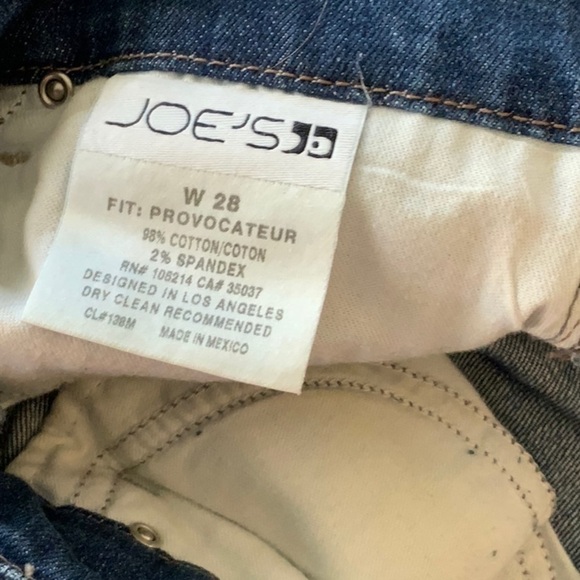 JOE'S
W 28
FIT: PROVOCATEUR
98% COTTON/COTON
2% SPANDEX
RN# 106214 CA# 35037
DESIGNED IN LOS ANGELES
DRY CLEAN RECOMMENDED
CL#138M MADE IN MEXICO